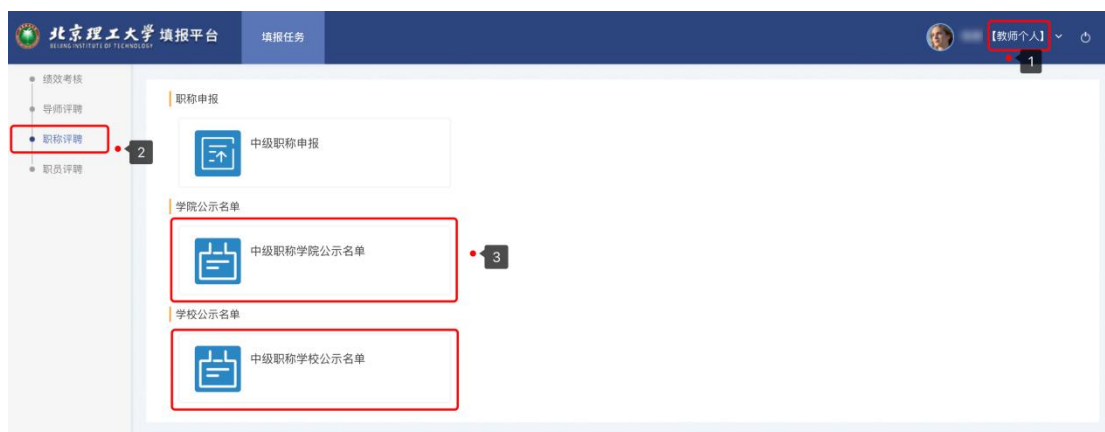 北京理工大学 填报平台
BEIJING INSTITUTE OF TECHNOLOGY
填报任务
【教师个人】
1
绩效考核
导师评聘
职称评聘
2
职员评聘
职称申报
中级职称申报
学院公示名单
中级职称学院公示名单
3
学校公示名单
中级职称学校公示名单